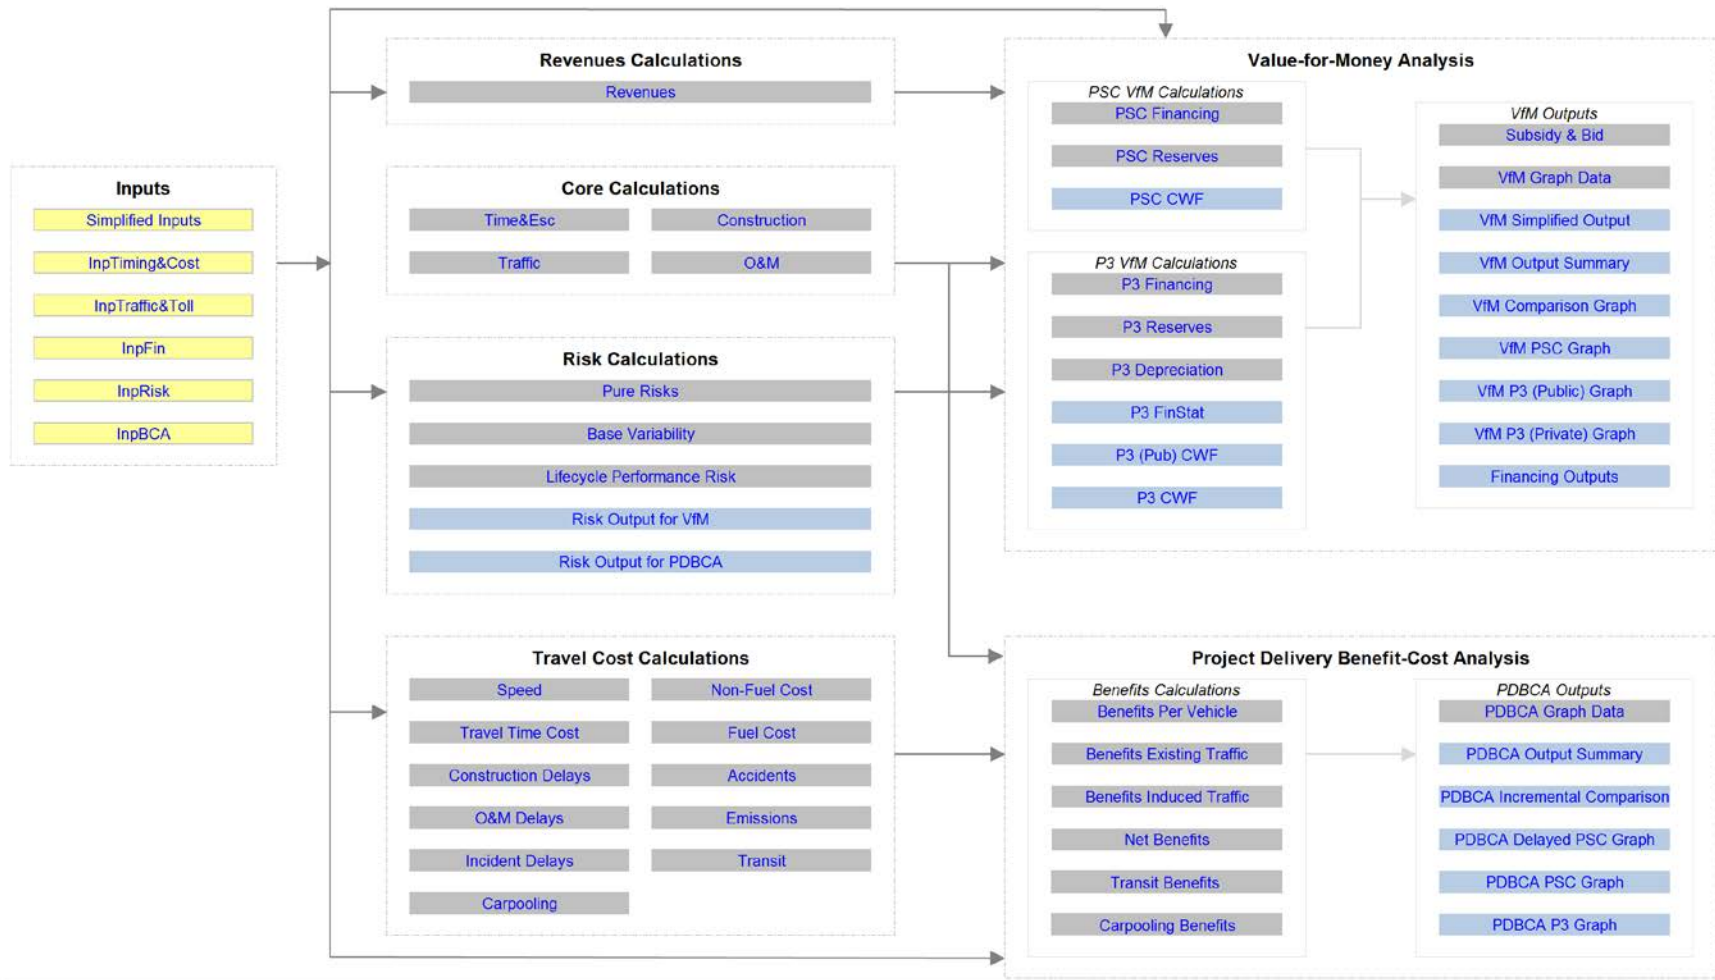 Inputs
Simplified Inputs
InpTiming&Cost
InpTraffic&Toll
InpFin
InpRisk
InpBCA
Revenues Calculations
Revenues
Core Calculations
Time&Esc
Construction
Traffic
O&M
Risk Calculations
Pure Risks
Base Variability
Lifecycle Performance Risk
Risk Output for VfM
Risk Output for PDBCA
Travel Cost Calculations
Speed
Non-Fuel Cost
Travel Time Cost
Fuel Cost
Construction Delays
Accidents
O&M Delays
Emissions
Incident Delays
Transit
Carpooling
Value-for-Money Analysis
PSC VfM Calculations
PSC Financing
PSC Reserves
PSC CWF
P3 VfM Calculations
P3 Financing
P3 Reserves
P3 Depreciation
P3 FinStat
P3 (Pub) CWF
P3 CWF
VfM Outputs
Subsidy & Bid
VfM Graph Data
VfM Simplified Output
VfM Output Summary
VfM Comparison Graph
VfM PSC Graph
VfM P3 (Public) Graph
VfM P3 (Private) Graph
Financing Outputs
Project Delivery Benefit-Cost Analysis
Benefits Calculations
Benefits Per Vehicle
Benefits Existing Traffic
Benefits Induced Traffic
Net Benefits
Transit Benefits
Carpooling Benefits
PDBCA Outputs
PDBCA Graph Data
PDBCA Output Summary
PDBCA Incremental Comparison
PDBCA Delayed PSC Graph
PDBCA PSC Graph
PDBCA P3 Graph